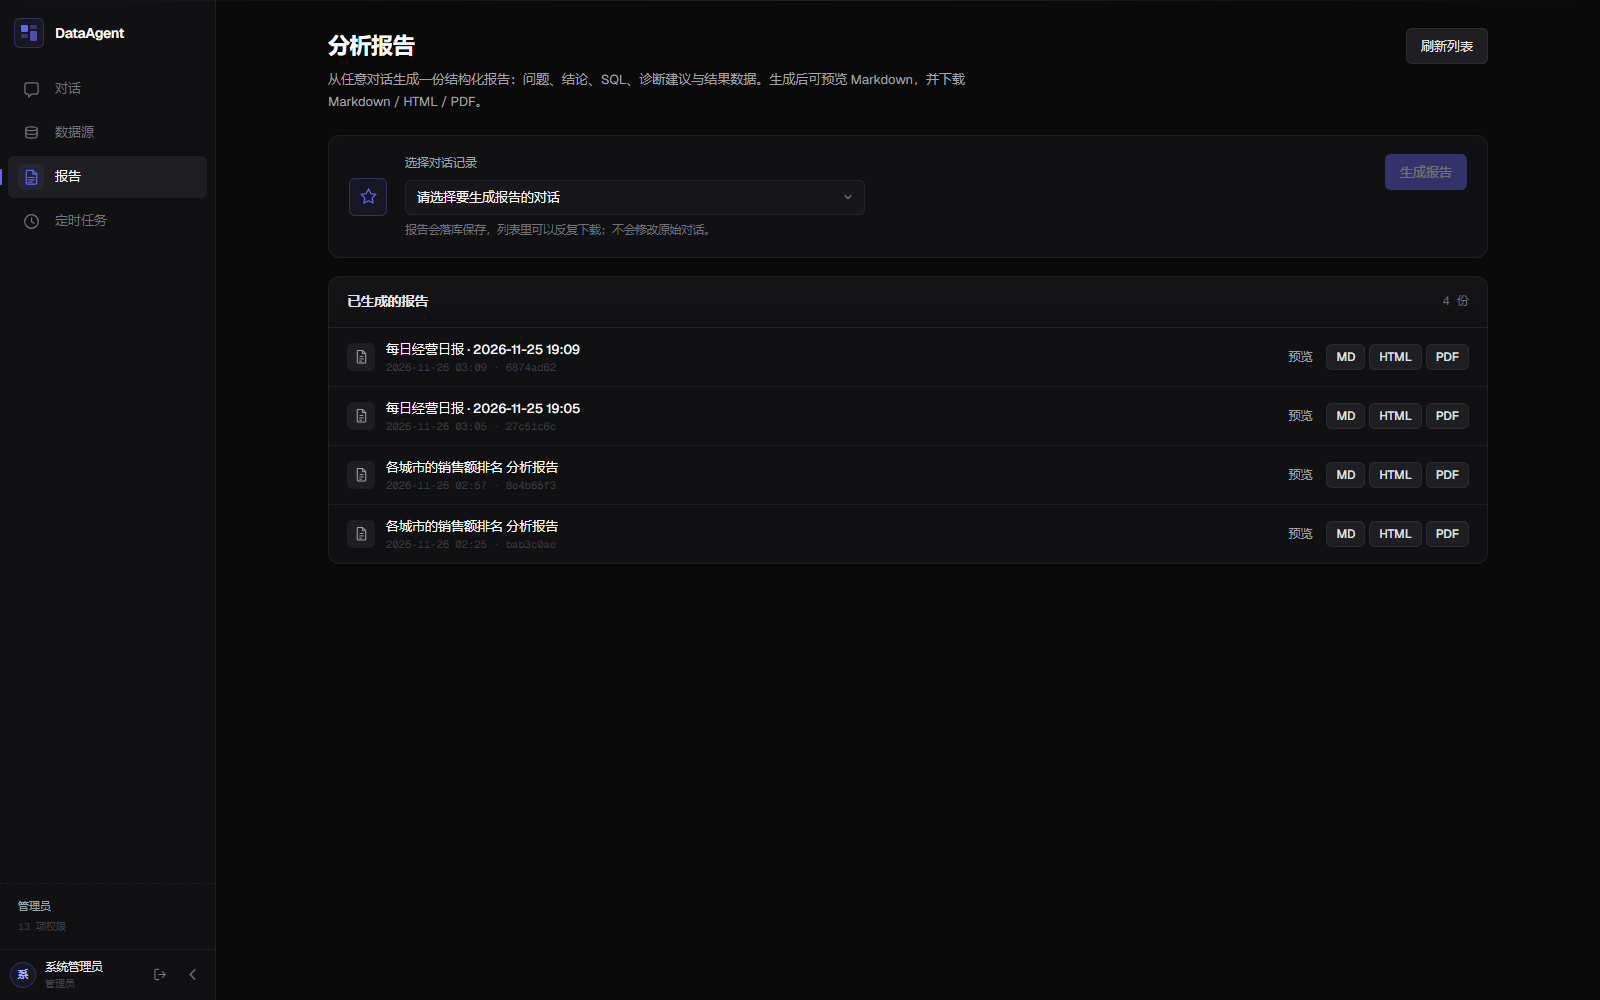 DataAgent
对话
数据源
报告
定时任务
管理员
13 项权限
系
系统管理员
管理员
分析报告
刷新列表
从任意对话生成一份结构化报告：问题、结论、SQL、诊断建议与结果数据。生成后可预览 Markdown，并下载
Markdown / HTML / PDF。
选择对话记录
请选择要生成报告的对话
生成报告
报告会落库保存，列表里可以反复下载；不会修改原始对话。
已生成的报告
4 份
每日经营日报 · 2026-11-25 19:09
2026-11-26 03:09 · 6874ad62
预览 MD HTML PDF
每日经营日报 · 2026-11-25 19:05
2026-11-26 03:05 · 27c51c6c
预览 MD HTML PDF
各城市的销售额排名 分析报告
2026-11-26 02:57 · 8e4b65f3
预览 MD HTML PDF
各城市的销售额排名 分析报告
2026-11-26 02:25 · bab3c0ae
预览 MD HTML PDF